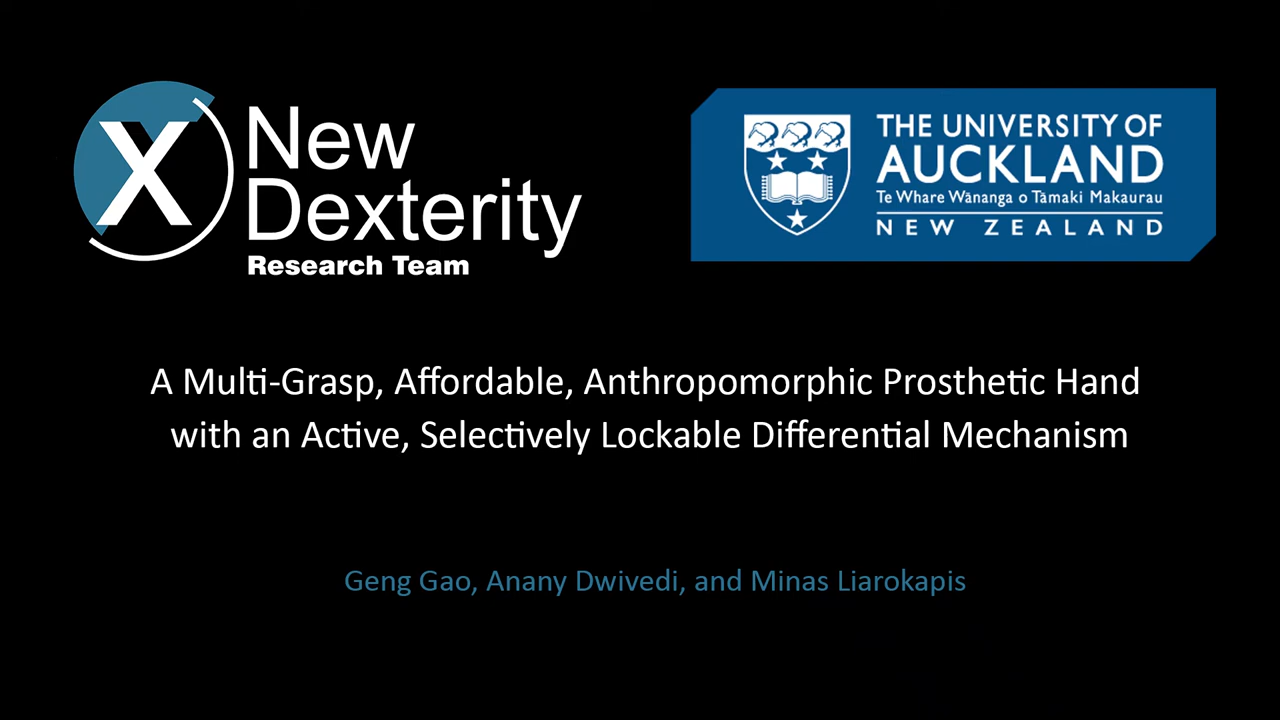 X
New
Dexterity
Research Team
THE UNIVERSITY OF
AUCKLAND
Te Whare Wānanga o Tāmaki Makaurau
NEW ZEALAND
A Multi-Grasp, Affordable, Anthropomorphic Prosthetic Hand
with an Active, Selectively Lockable Differential Mechanism
Geng Gao, Anany Dwivedi, and Minas Liarokapis